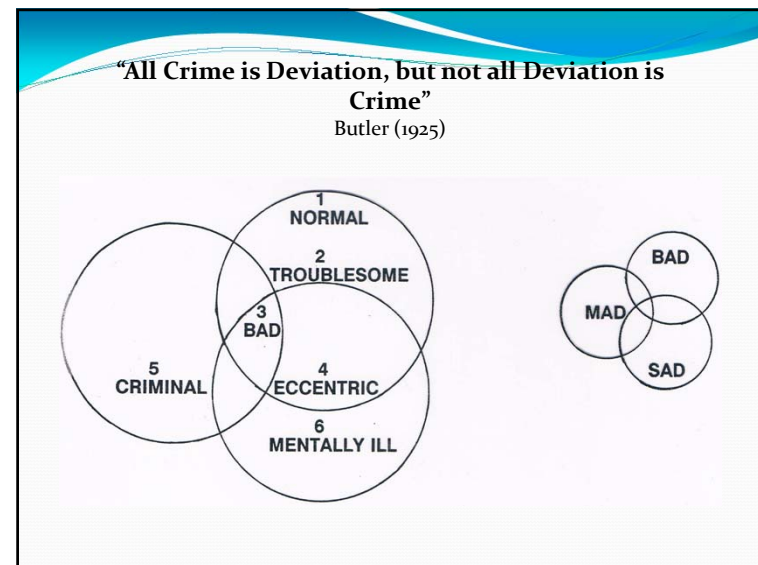 “All Crime is Deviation, but not all Deviation is
Crime”
Butler (1925)
1
NORMAL
2
TROUBLESOME
3
BAD
4
ECCENTRIC
5
CRIMINAL
6
MENTALLY ILL
BAD
MAD
SAD